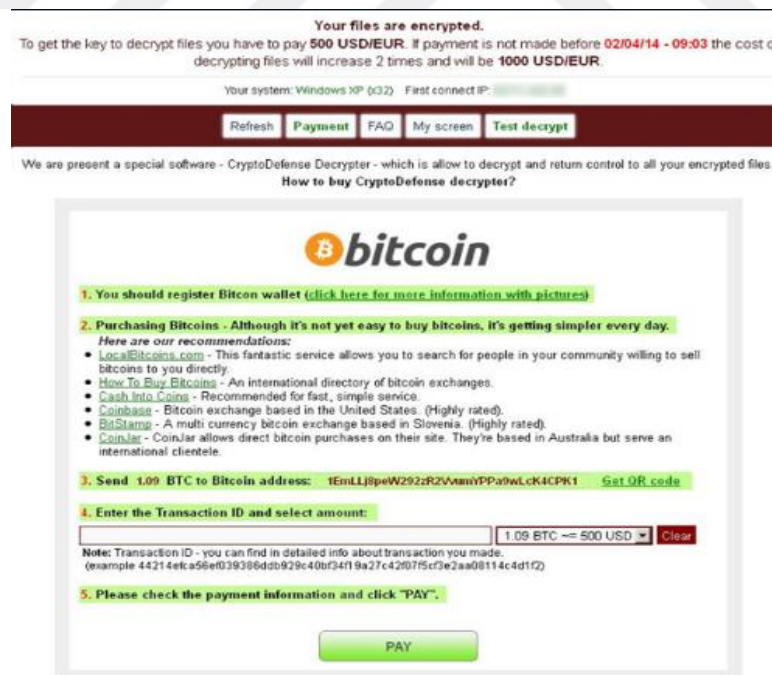 Your files are encrypted.
To get the key to decrypt files you have to pay 500 USD/EUR. If payment is not made before 02/04/14 - 09:03 the cost o
decrypting files will increase 2 times and will be 1000 USD/EUR.
Your system: Windows XP (x32) First connect IP:
Refresh Payment FAQ My screen Test decrypt
We are present a special software - CryptoDefense Decrypter - which is allow to decrypt and return control to all your encrypted files
How to buy CryptoDefense decrypter?
bitcoin
1. You should register Bitcon wallet (click here for more information with pictures)
2. Purchasing Bitcoins - Although it's not yet easy to buy bitcoins, it's getting simpler every day.
Here are our recommendations:
LocalBitcoins.com - This fantastic service allows you to search for people in your community willing to sell
bitcoins to you directly.
How To Buy Bitcoins - An international directory of bitcoin exchanges.
Cash Into Coins - Recommended for fast, simple service.
Coinbase - Bitcoin exchange based in the United States. (Highly rated).
BitStamp - A multi currency bitcoin exchange based in Slovenia. (Highly rated).
CoinJar - CoinJar allows direct bitcoin purchases on their site. They're based in Australia but serve an
international clientele.
3. Send 1.09 BTC to Bitcoin address: Get QR code
4. Enter the Transaction ID and select amount:
1.09 BTC ~= 500 USD Clear
Note: Transaction ID - you can find in detailed info about transaction you made.
(example
5. Please check the payment information and click "PAY".
PAY